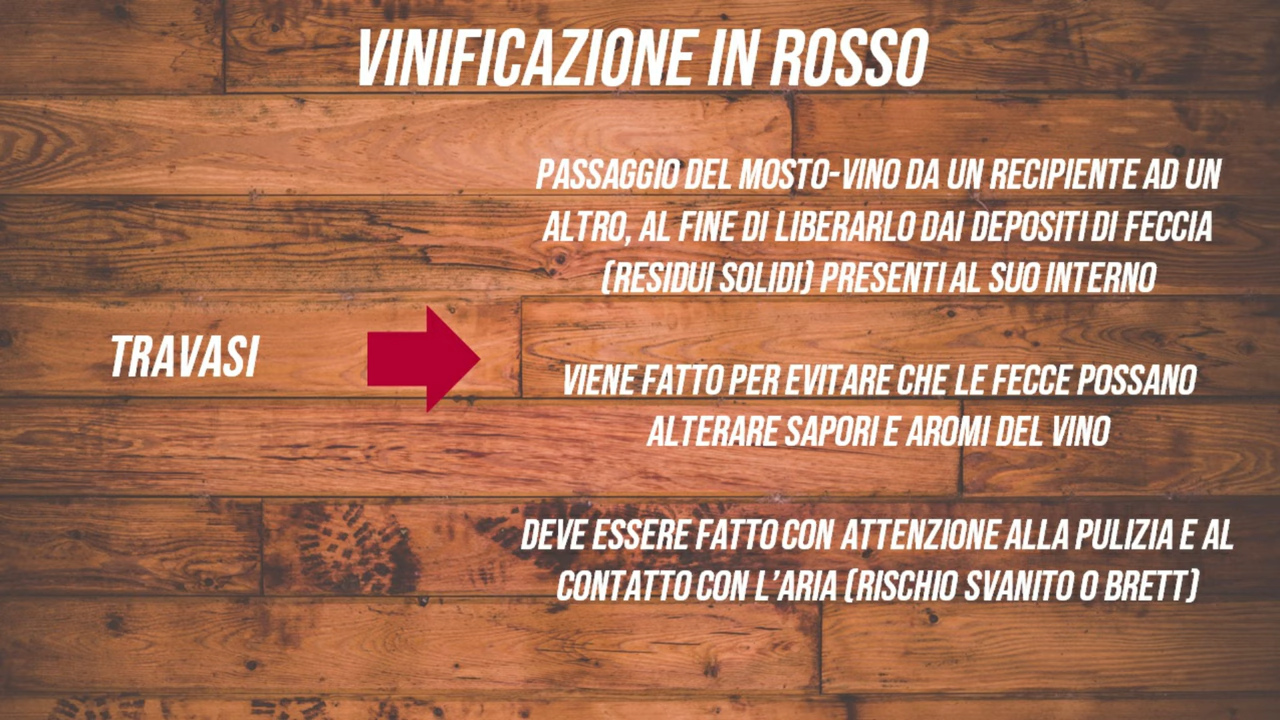 VINIFICAZIONE IN ROSSO
TRAVASI
PASSAGGIO DEL MOSTO-VINO DA UN RECIPIENTE AD UN
ALTRO, AL FINE DI LIBERARLO DAI DEPOSITI DI FECCIA
(RESIDUI SOLIDI) PRESENTI AL SUO INTERNO
VIENE FATTO PER EVITARE CHE LE FECCE POSSANO
ALTERARE SAPORI E AROMI DEL VINO
DEVE ESSERE FATTO CON ATTENZIONE ALLA PULIZIA E AL
CONTATTO CON L'ARIA (RISCHIO SVANITO O BRETT)